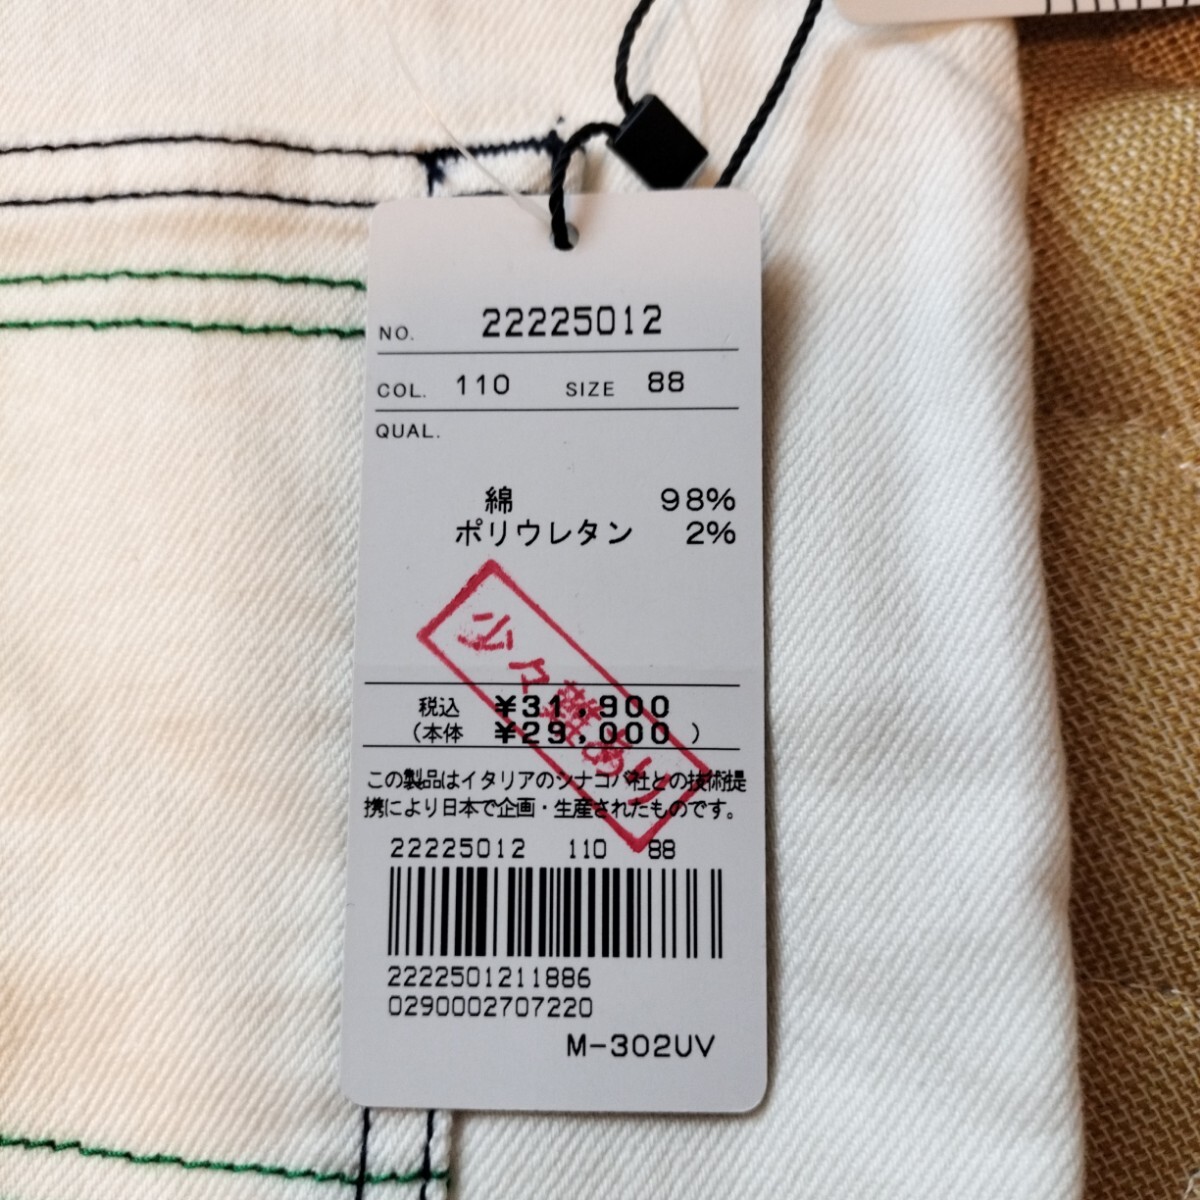 NO. 22225012
COL. 110 SIZE 88
QUAL.
綿 98%
ポリウレタン 2%
少々難あり
税込 ¥31,900
(本体 ¥29,000 )
この製品はイタリアのシナコバ社との技術提
携により日本で企画・生産されたものです。
22225012 110 88
2222501211886
0290002707220
M-302UV